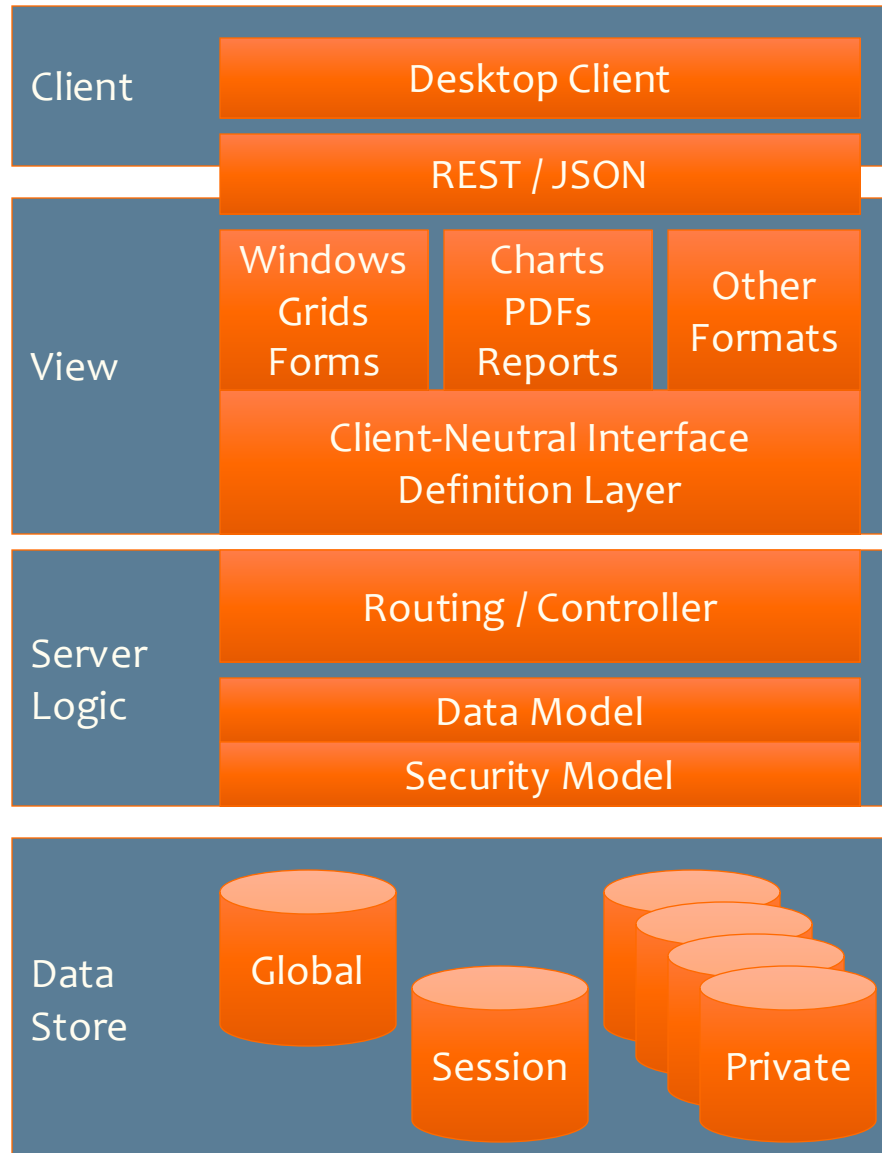 Client
Desktop Client
REST / JSON
View
Windows
Grids
Forms
Charts
PDFs
Reports
Other
Formats
Client-Neutral Interface
Definition Layer
Server
Logic
Routing / Controller
Data Model
Security Model
Data
Store
Global
Session
Private